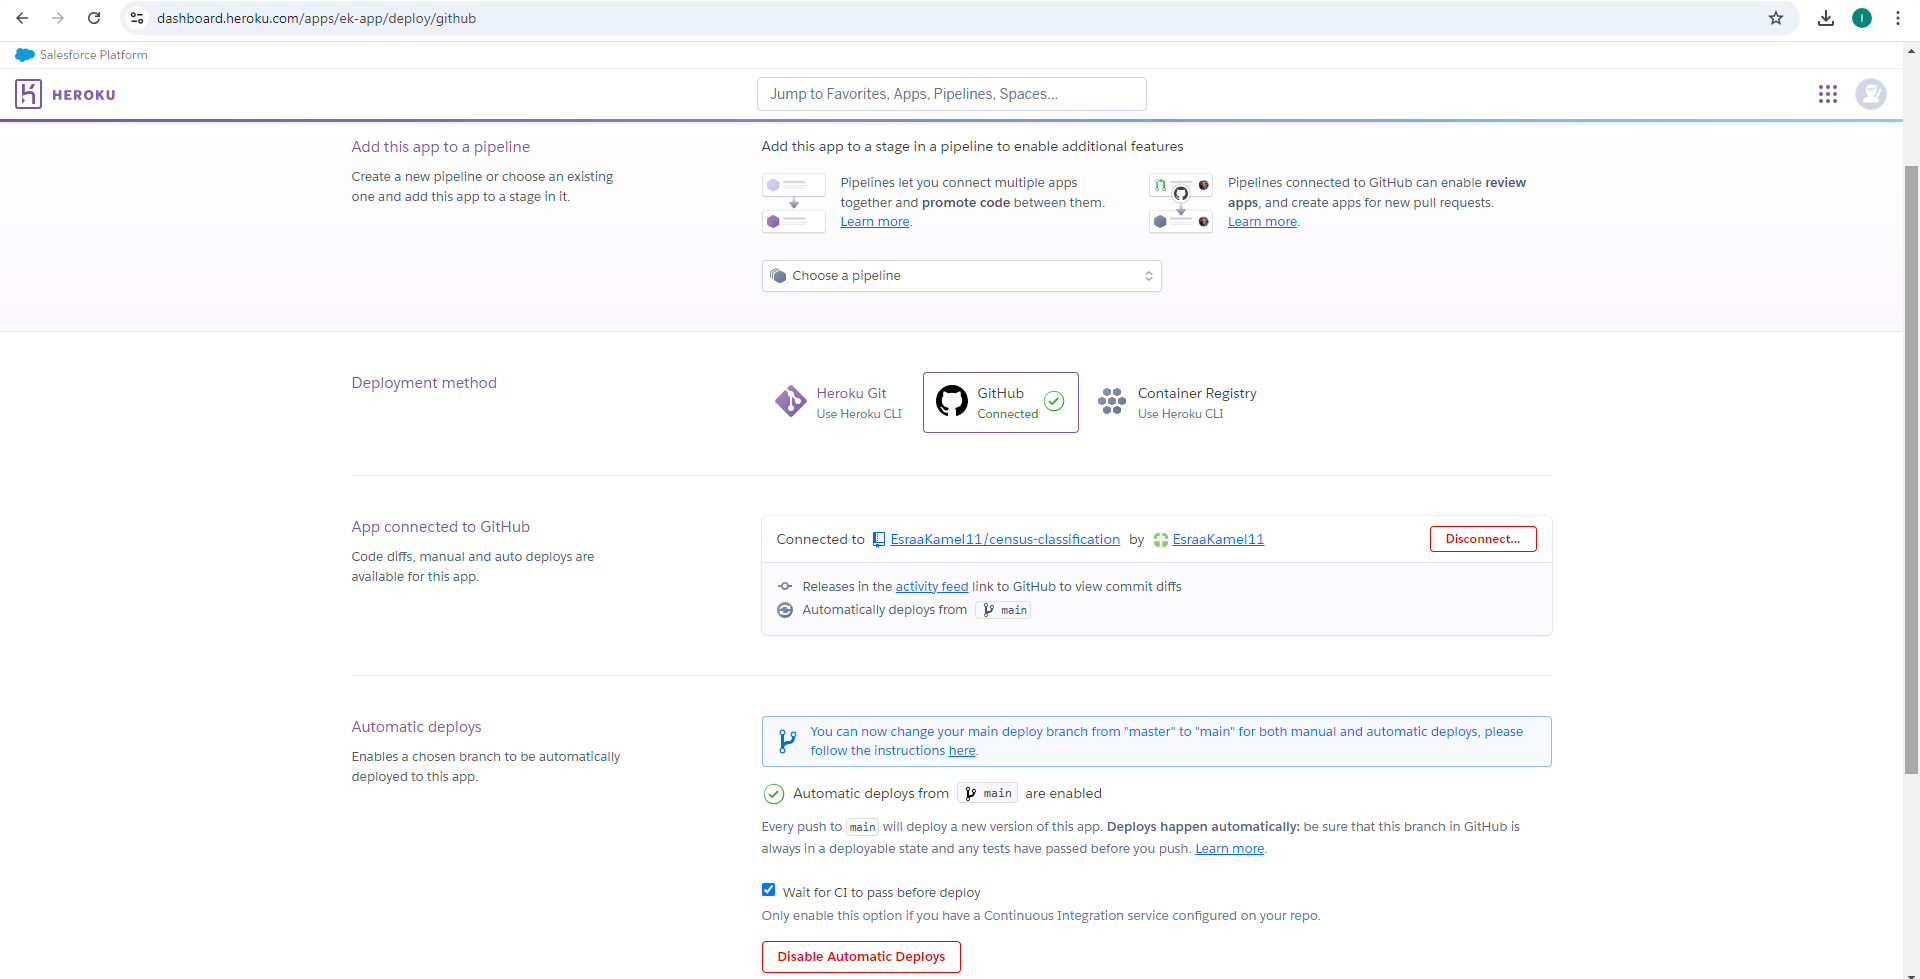 dashboard.heroku.com/apps/ek-app/deploy/github
I
Salesforce Platform
HEROKU
Jump to Favorites, Apps, Pipelines, Spaces...
Add this app to a pipeline
Create a new pipeline or choose an existing
one and add this app to a stage in it.
Add this app to a stage in a pipeline to enable additional features
Pipelines let you connect multiple apps
together and promote code between them.
Learn more.
Pipelines connected to GitHub can enable review
apps, and create apps for new pull requests.
Learn more.
Choose a pipeline
Deployment method
Heroku Git
Use Heroku CLI
GitHub
Connected
Container Registry
Use Heroku CLI
App connected to GitHub
Code diffs, manual and auto deploys are
available for this app.
Connected to EsraaKamel11/census-classification by EsraaKamel11
Disconnect...
Releases in the activity feed link to GitHub to view commit diffs
Automatically deploys from main
Automatic deploys
Enables a chosen branch to be automatically
deployed to this app.
You can now change your main deploy branch from "master" to "main" for both manual and automatic deploys, please
follow the instructions here.
Automatic deploys from main are enabled
Every push to main will deploy a new version of this app. Deploys happen automatically: be sure that this branch in GitHub is
always in a deployable state and any tests have passed before you push. Learn more.
Wait for CI to pass before deploy
Only enable this option if you have a Continuous Integration service configured on your repo.
Disable Automatic Deploys